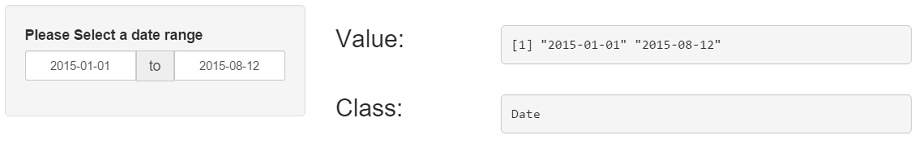 Please Select a date range
2015-01-01 to 2015-08-12
Value:
[1] "2015-01-01" "2015-08-12"
Class:
Date